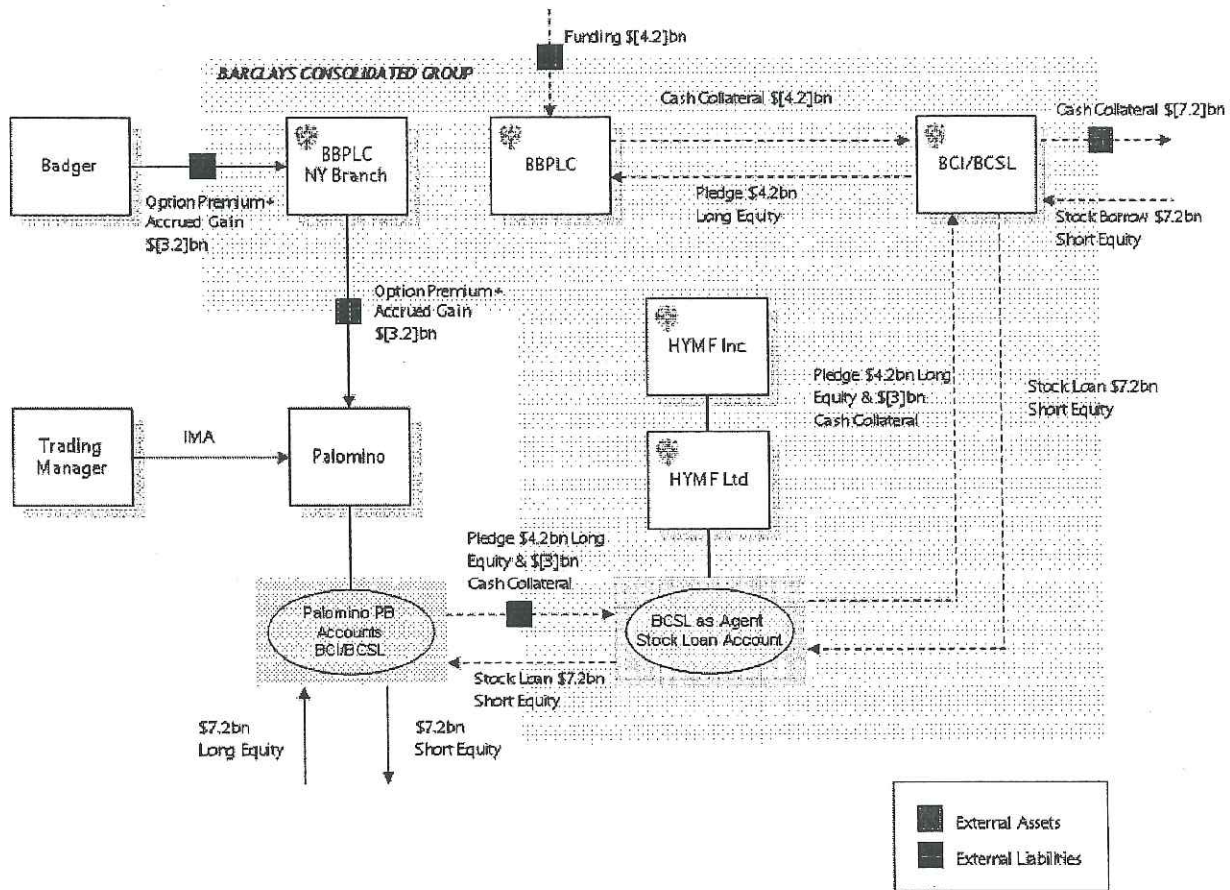 Funding $[4.2]bn
BARCLAYS CONSOLIDATED GROUP
Cash Collateral $[4.2]bn
Cash Collateral $[7.2]bn
Badger
BBPLC
NY Branch
BBPLC
BCI/BCSL
Option Premium+
Accrued Gain
$[3.2]bn
Pledge $4.2bn
Long Equity
Stock Borrow $7.2bn
Short Equity
Option Premium+
Accrued Gain
$[3.2]bn
HYMF Inc
Pledge $4.2bn Long
Equity & $[3]bn
Cash Collateral
Stock Loan $7.2bn
Short Equity
Trading
Manager
IMA
Palomino
HYMF Ltd
Pledge $4.2bn Long
Equity & $[3]bn
Cash Collateral
Palomino PB
Accounts
BCI/BCSL
BCSL as Agent
Stock Loan Account
Stock Loan $7.2bn
Short Equity
$7.2bn
Long Equity
$7.2bn
Short Equity
External Assets
External Liabilities